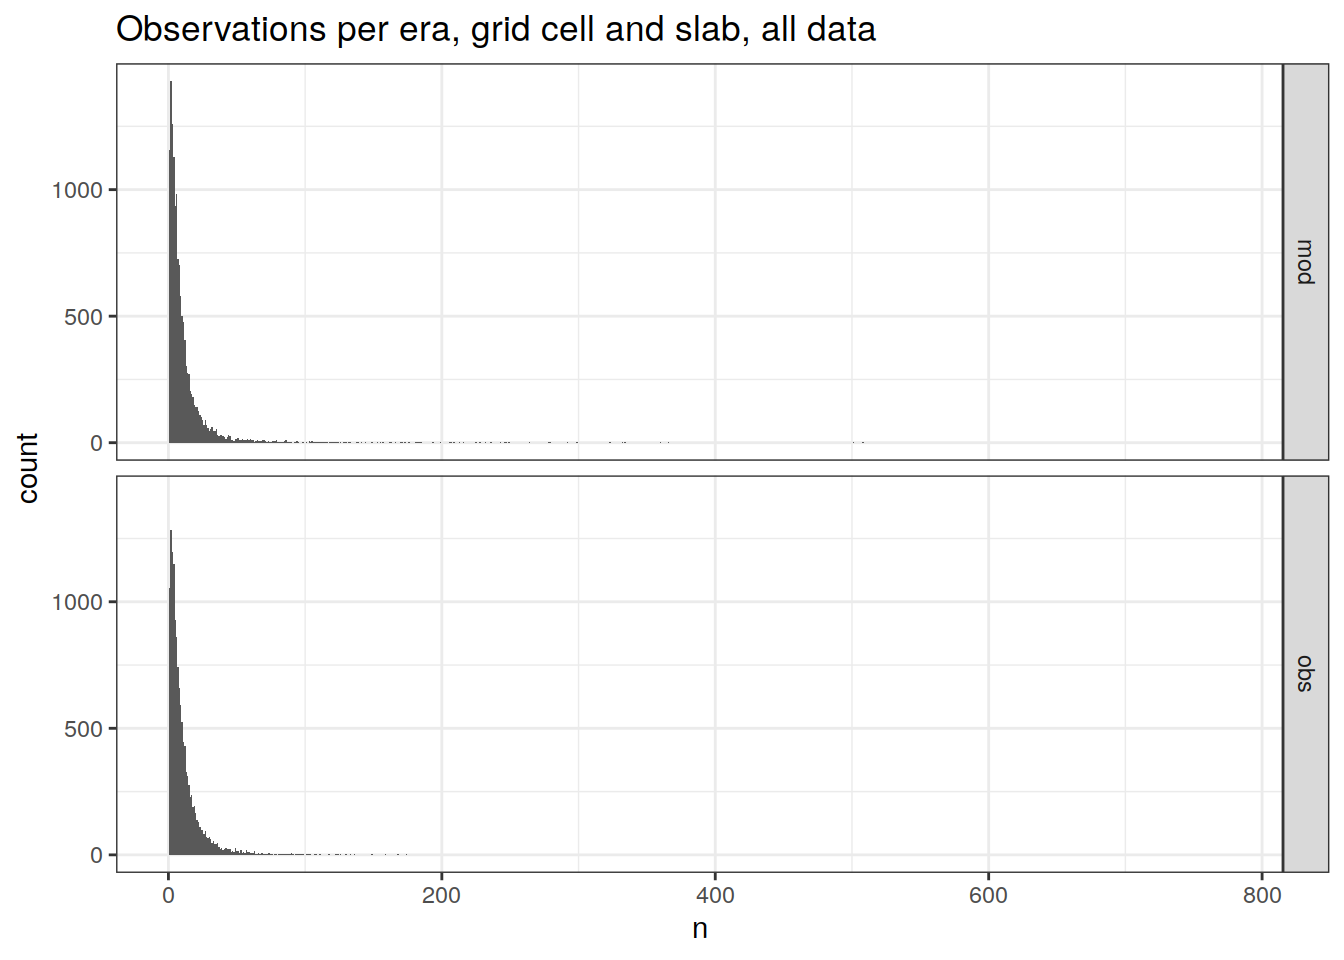 Observations per era, grid cell and slab, all data
count
1000
500
0
mod
1000
500
0
obs
0 200 400 600 800
n